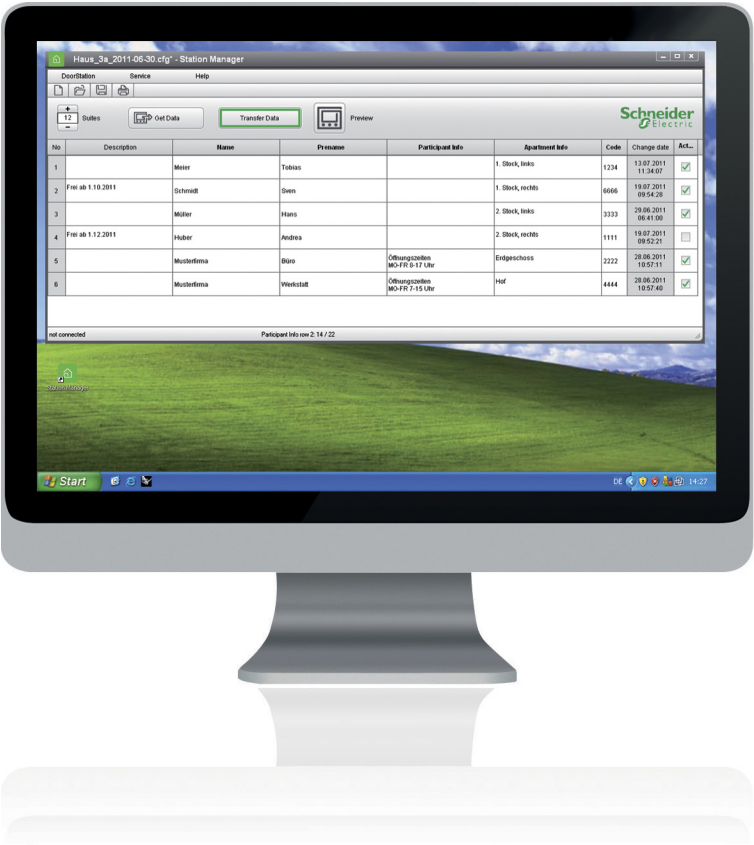 Haus_3a_2011-06-30.cfg* - Station Manager
DoorStation Service Help
+
12 Suites Get Data Transfer Data Preview
-
Schneider
Electric
No Description Name Prename Participant Info Apartment Info Code Change date Act...
1 Meier Tobias 1. Stock, links 1234 13.07.2011
11:34:07
2 Frei ab 1.10.2011 Schmidt Sven 1. Stock, rechts 6666 19.07.2011
09:54:28
3 Müller Hans 2. Stock, links 3333 29.06.2011
06:41:00
4 Frei ab 1.12.2011 Huber Andrea 2. Stock, rechts 1111 19.07.2011
09:52:21
5 Musterfirma Büro Öffnungszeiten Erdgeschoss 2222 28.06.2011
MO-FR 8-17 Uhr 10:57:11
6 Musterfirma Werkstatt Öffnungszeiten Hof 4444 28.06.2011
MO-FR 7-15 Uhr 10:57:40
not connected Participant Info row 2: 14 / 22
Station Manager
Start DE 14:27